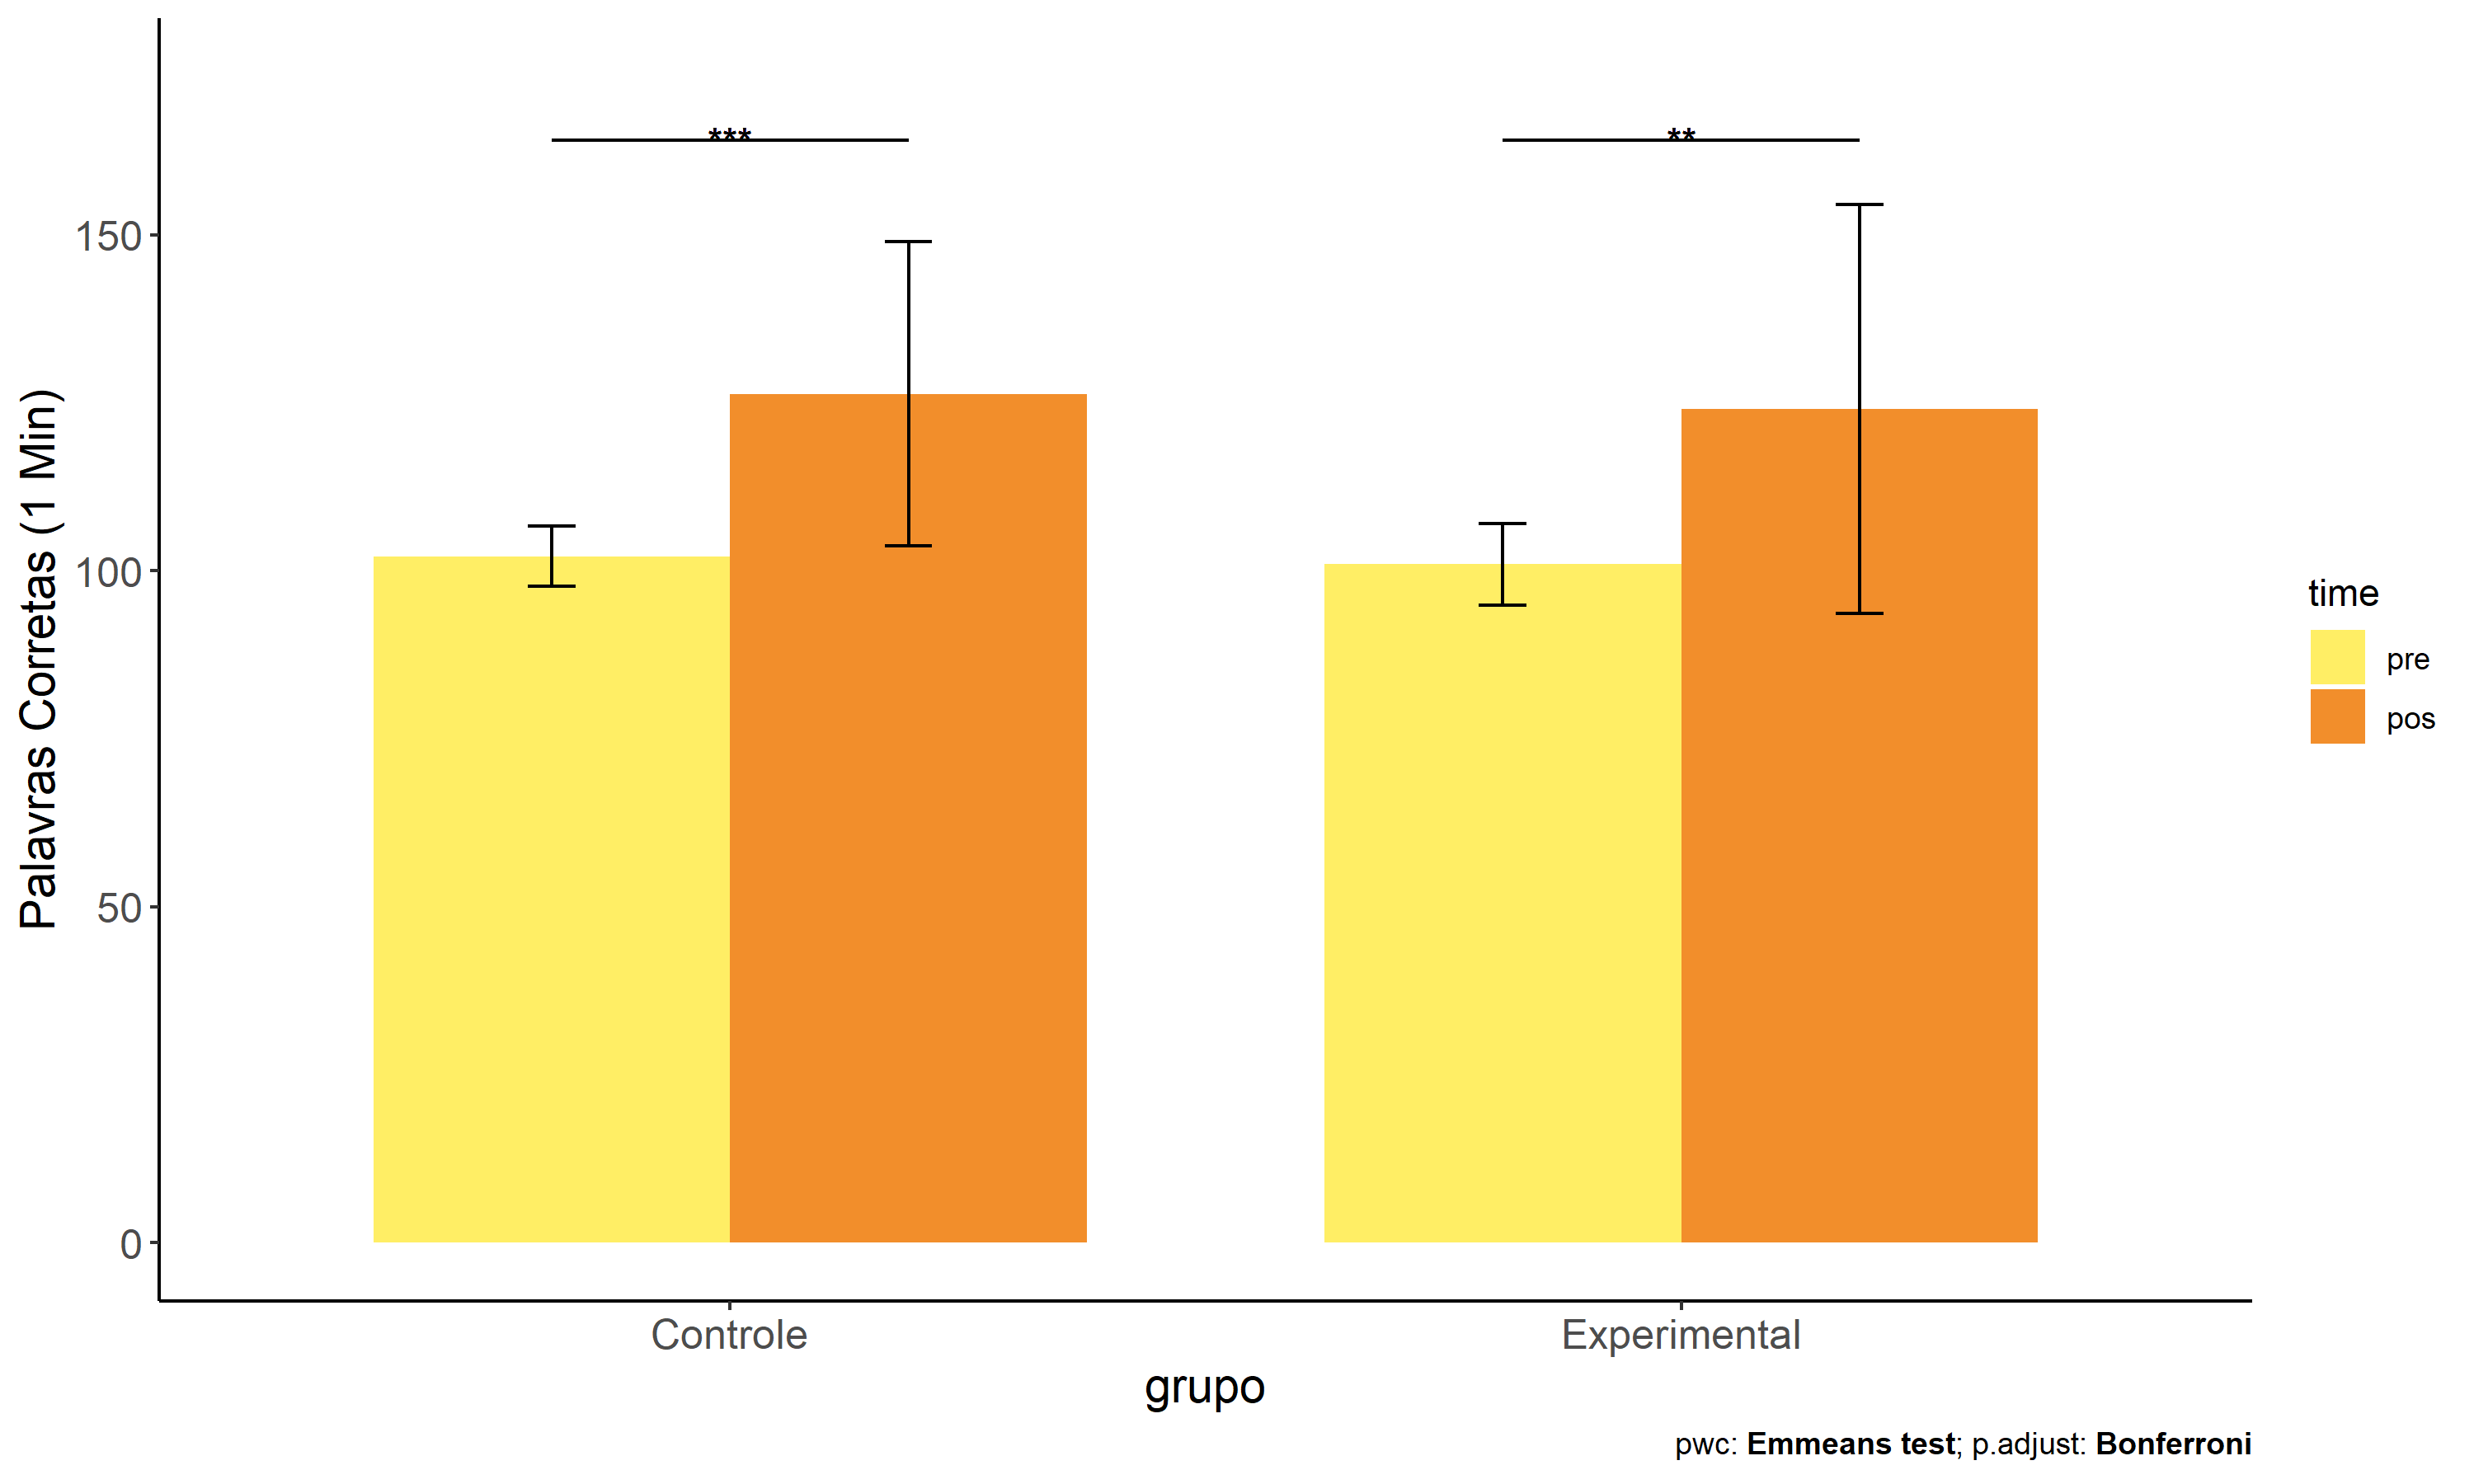 *** **
150
100
50
0
Palavras Corretas (1 Min)
Controle Experimental
grupo
time
pre
pos
pwc: Emmeans test; p.adjust: Bonferroni